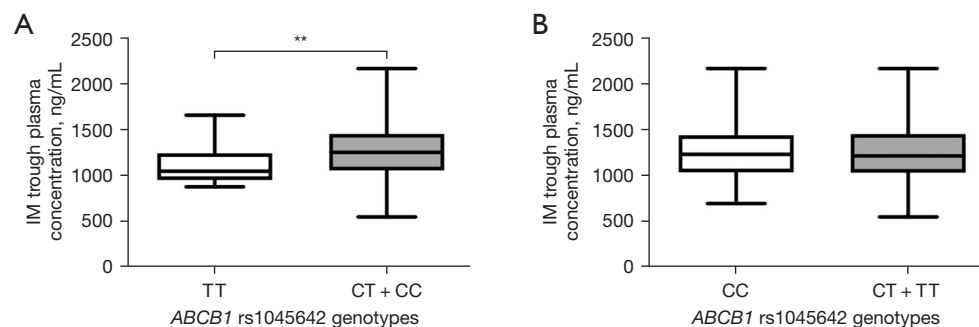 A
IM trough plasma
concentration, ng/mL
2500
2000
1500
1000
500
0
**
TT
CT + CC
ABCB1 rs1045642 genotypes
B
IM trough plasma
concentration, ng/mL
2500
2000
1500
1000
500
0
CC
CT + TT
ABCB1 rs1045642 genotypes